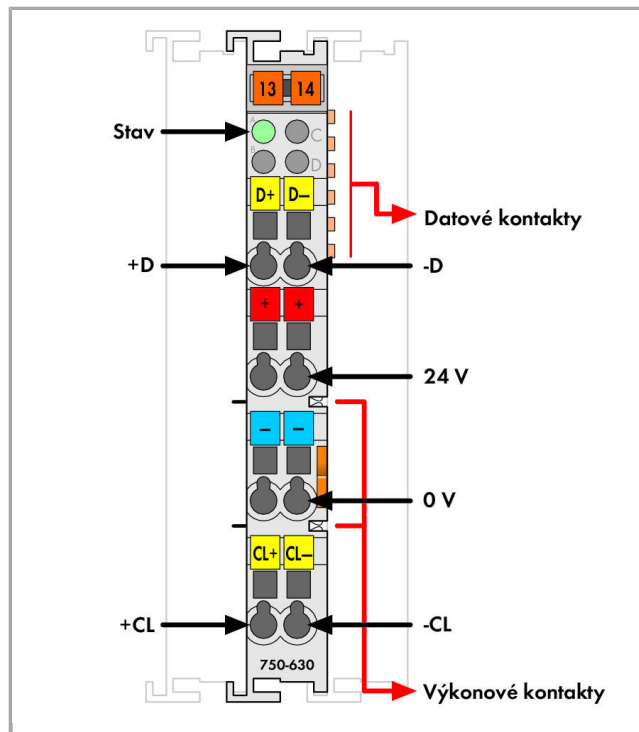 13 14
A
Stav
C
B
D
D+ D–
Datové kontakty
+D
-D
+ +
24 V
– –
0 V
CL+ CL–
+CL
-CL
750-630
Výkonové kontakty